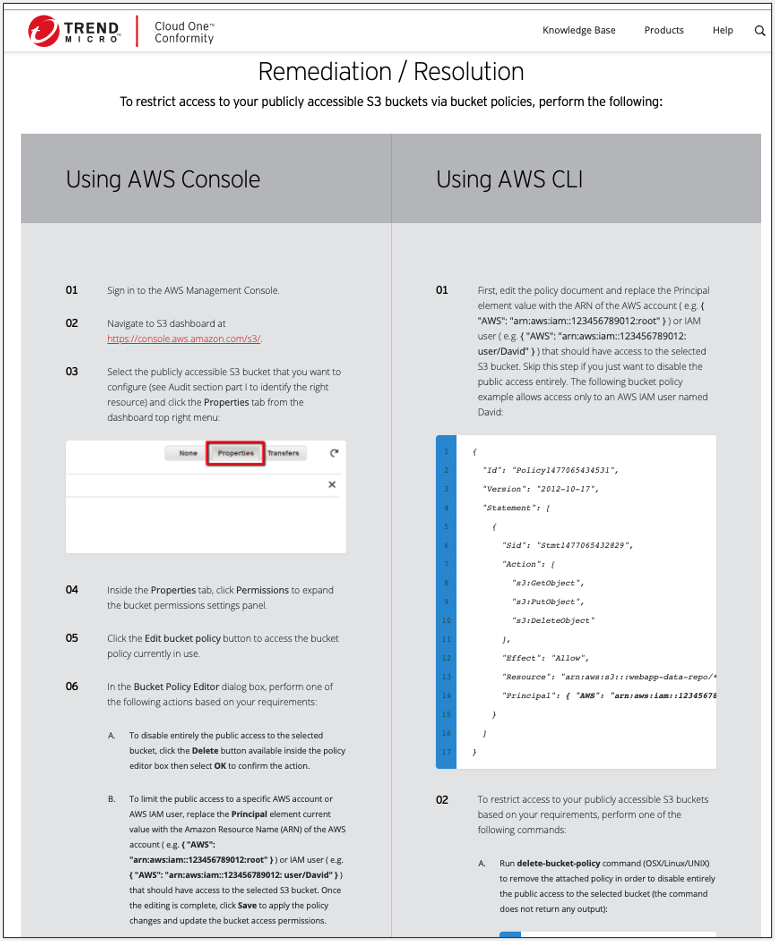 TREND MICRO™
Cloud One™
Conformity
Knowledge Base
Products
Help
Remediation / Resolution
To restrict access to your publicly accessible S3 buckets via bucket policies, perform the following:
Using AWS Console
01 Sign in to the AWS Management Console.
02 Navigate to S3 dashboard at
https://console.aws.amazon.com/s3/.
03 Select the publicly accessible S3 bucket that you want to
configure (see Audit section part I to identify the right
resource) and click the Properties tab from the
dashboard top right menu:
None Properties Transfers
04 Inside the Properties tab, click Permissions to expand
the bucket permissions settings panel.
05 Click the Edit bucket policy button to access the bucket
policy currently in use.
06 In the Bucket Policy Editor dialog box, perform one of
the following actions based on your requirements:
A. To disable entirely the public access to the selected
bucket, click the Delete button available inside the policy
editor box then select OK to confirm the action.
B. To limit the public access to a specific AWS account or
AWS IAM user, replace the Principal element current
value with the Amazon Resource Name (ARN) of the AWS
account ( e.g. { "AWS":
"arn:aws:iam::123456789012:root" } ) or IAM user ( e.g.
{ "AWS": "arn:aws:iam::123456789012: user/David" } )
that should have access to the selected S3 bucket. Once
the editing is complete, click Save to apply the policy
changes and update the bucket access permissions.
Using AWS CLI
01 First, edit the policy document and replace the Principal
element value with the ARN of the AWS account ( e.g. {
"AWS": "arn:aws:iam::123456789012:root" } ) or IAM
user ( e.g. { "AWS": "arn:aws:iam::123456789012:
user/David" } ) that should have access to the selected
S3 bucket. Skip this step if you just want to disable the
public access entirely. The following bucket policy
example allows access only to an AWS IAM user named
David:
1 {
2 "Id": "Policy1477065434531",
3 "Version": "2012-10-17",
4 "Statement": [
5 {
6 "Sid": "Stmt1477065432829",
7 "Action": [
8 "s3:GetObject",
9 "s3:PutObject",
10 "s3:DeleteObject"
11 ],
12 "Effect": "Allow",
13 "Resource": "arn:aws:s3:::webapp-data-repo/*
14 "Principal": { "AWS": "arn:aws:iam::12345678
15 }
16 ]
17 }
02 To restrict access to your publicly accessible S3 buckets
based on your requirements, perform one of the
following commands:
A. Run delete-bucket-policy command (OSX/Linux/UNIX)
to remove the attached policy in order to disable entirely
the public access to the selected bucket (the command
does not return any output):